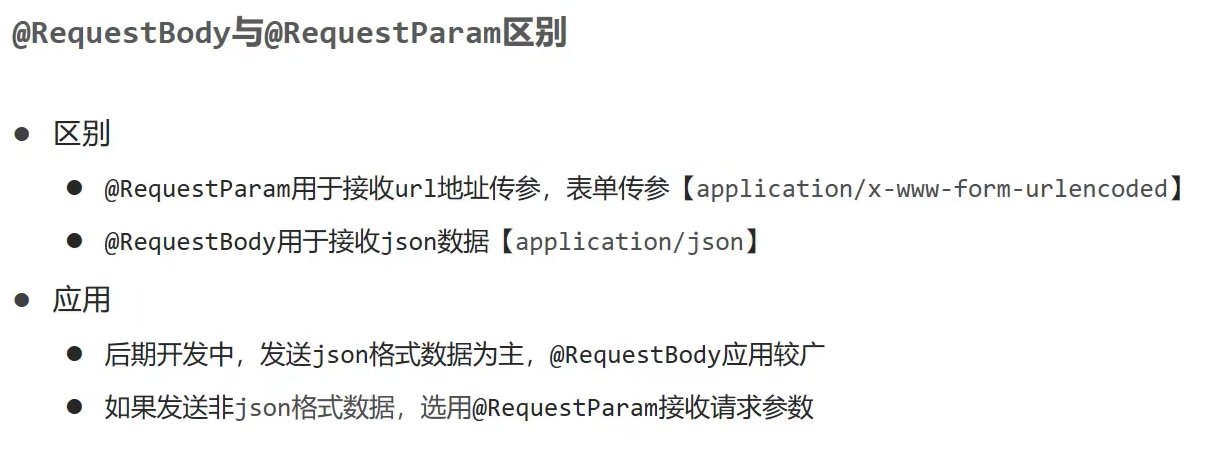 @RequestBody与@RequestParam区别
● 区别
● @RequestParam用于接收url地址传参，表单传参【application/x-www-form-urlencoded】
● @RequestBody用于接收json数据【application/json】
● 应用
● 后期开发中，发送json格式数据为主，@RequestBody应用较广
● 如果发送非json格式数据，选用@RequestParam接收请求参数